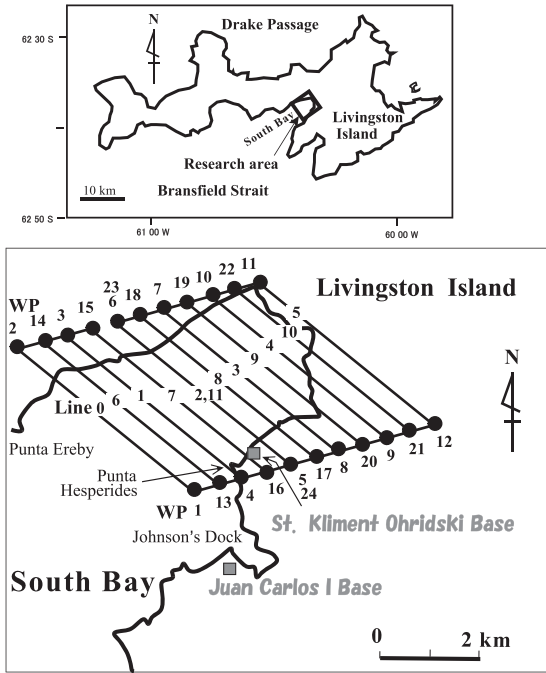 N
Drake Passage
62 30 S
South Bay
Livingston
Island
Research area
10 km
Bransfield Strait
62 50 S
61 00 W
60 00 W
Livingston Island
WP
2
14
3
15
23
6
18
7
19
10
22
11
N
5
10
4
9
3
8
2,11
7
1
6
Line 0
Punta Ereby
Punta
Hesperides
WP 1
13
4
16
5
24
17
8
20
9
21
12
St. Kliment Ohridski Base
Johnson's Dock
South Bay
Juan Carlos I Base
0
2 km